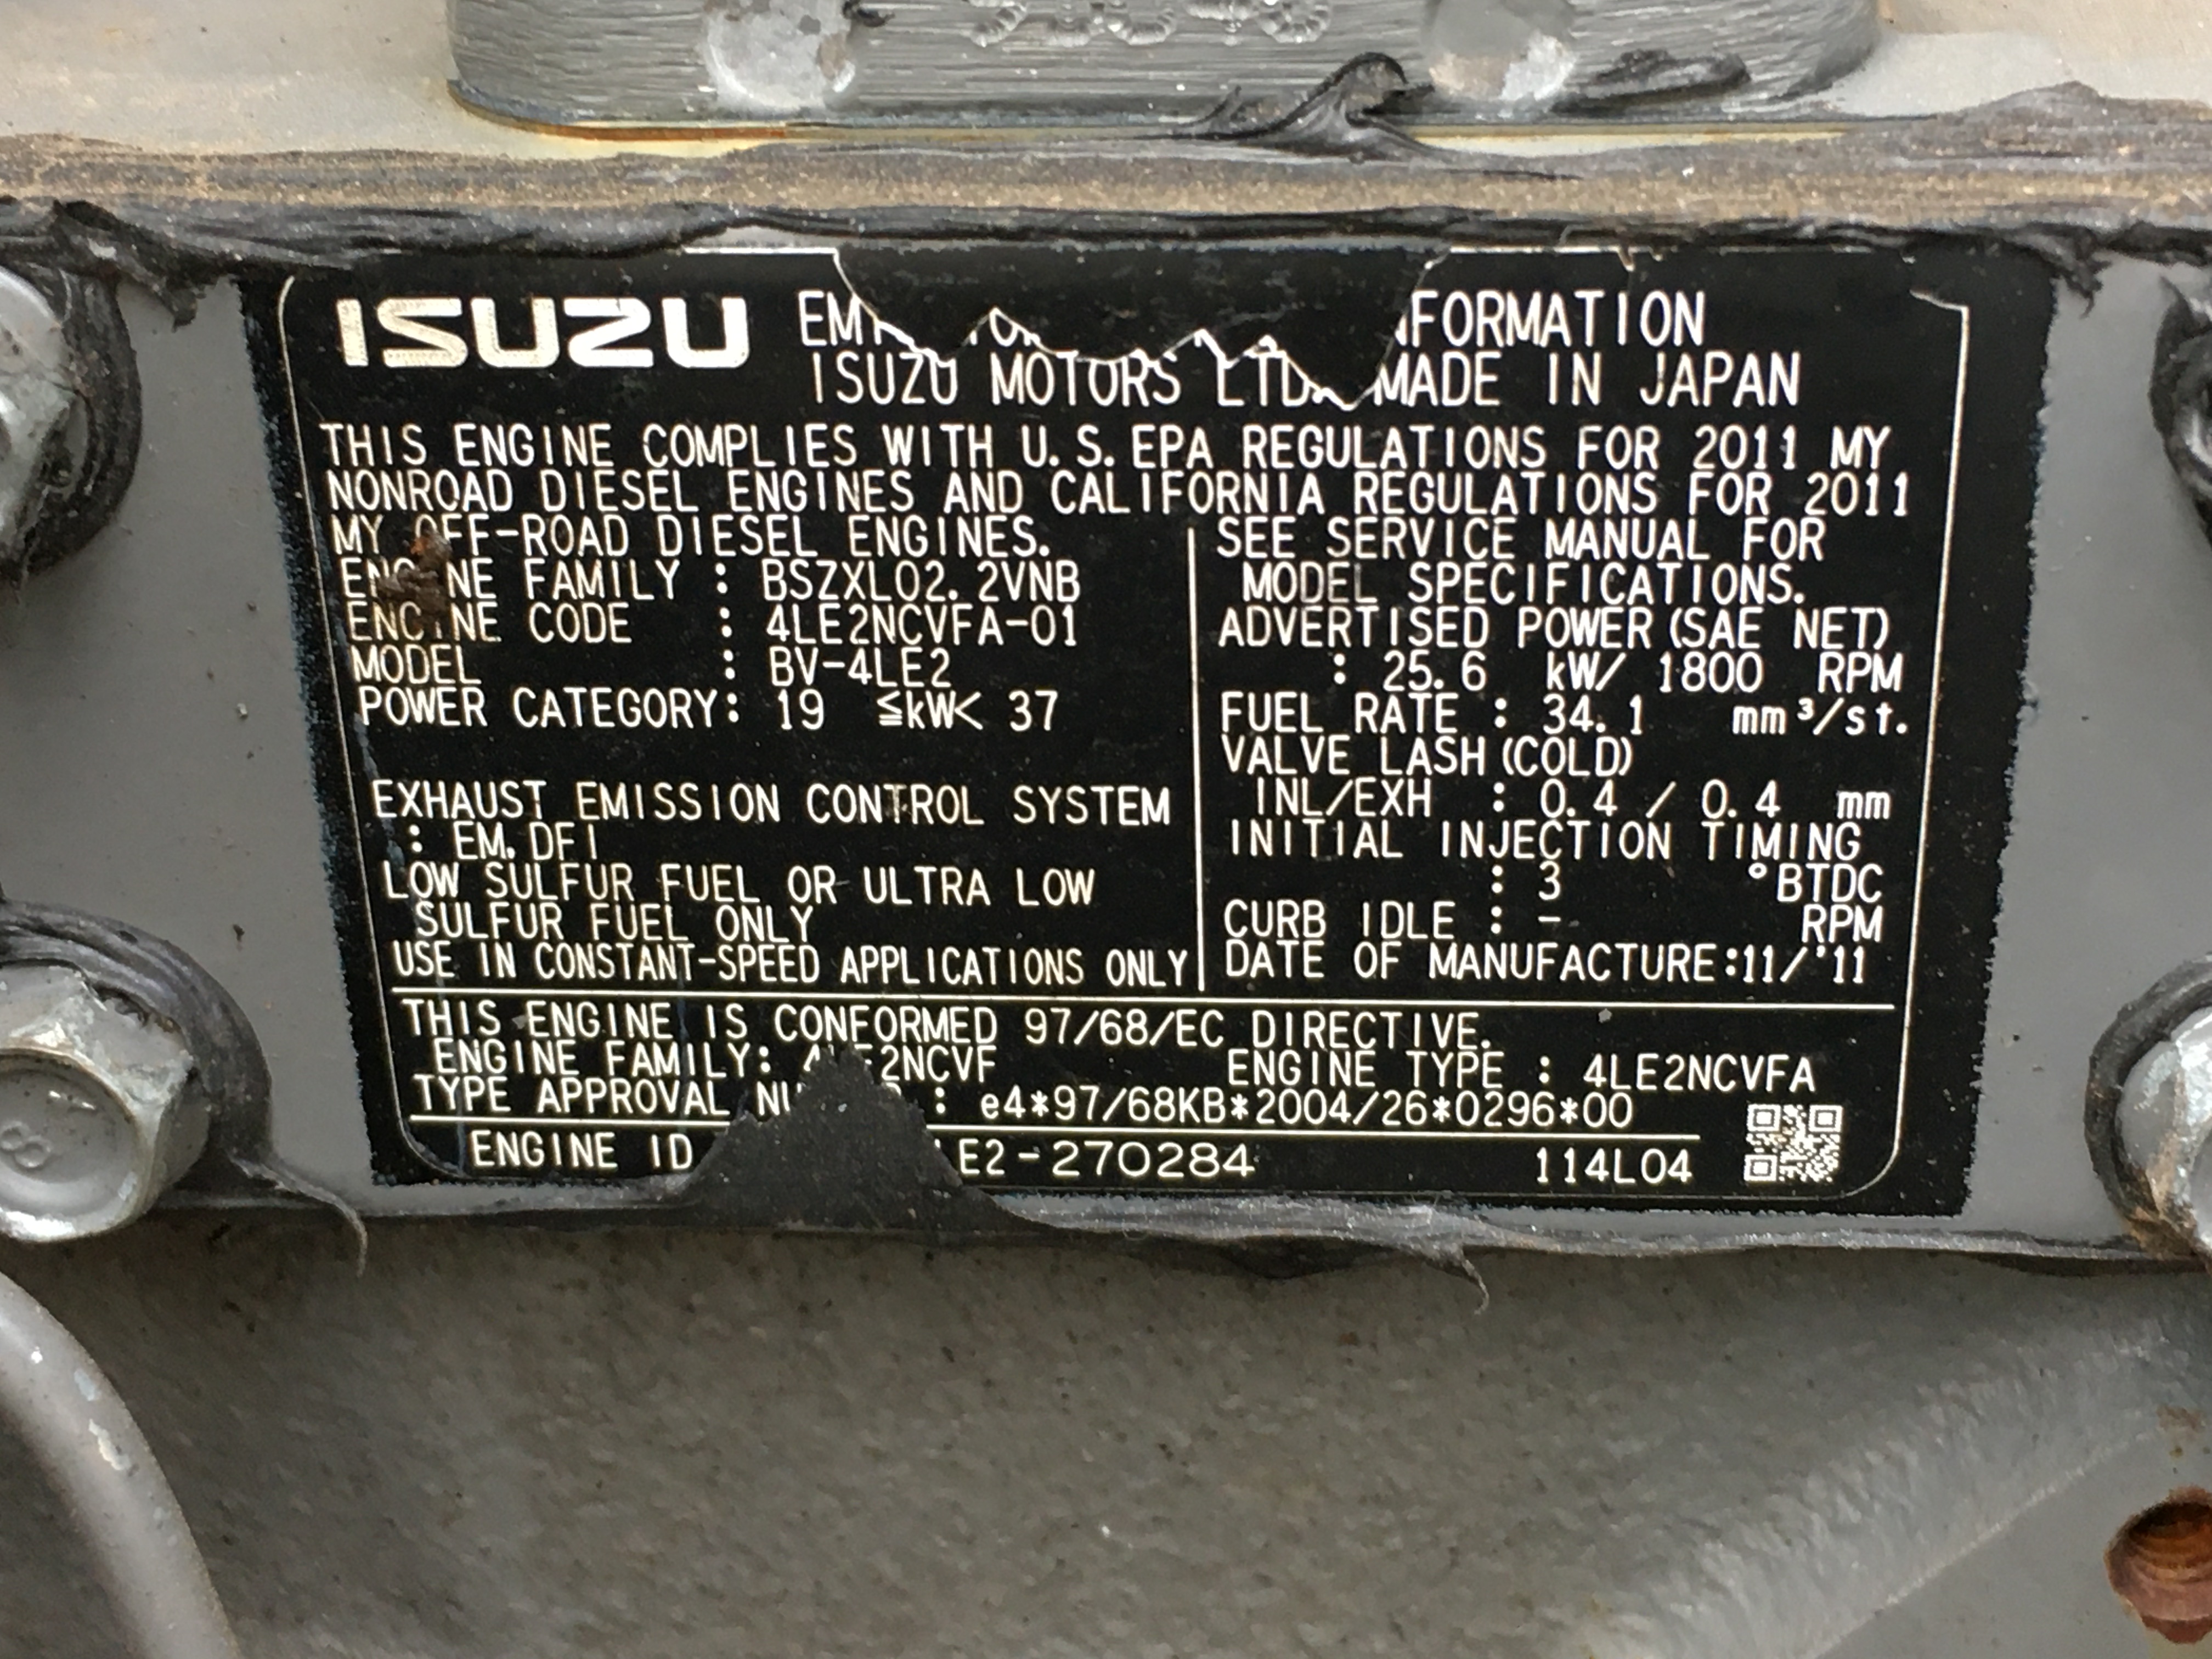 ISUZU
FORMATION
ISUZU MOTORS LTD. MADE IN JAPAN
THIS ENGINE COMPLIES WITH U.S.EPA REGULATIONS FOR 2011 MY
NONROAD DIESEL ENGINES AND CALIFORNIA REGULATIONS FOR 2011
MY OFF-ROAD DIESEL ENGINES.
ENGINE FAMILY : BSZXL02.2VNB
ENGINE CODE : 4LE2NCVFA-01
MODEL : BV-4LE2
POWER CATEGORY: 19 ≦kW< 37
EXHAUST EMISSION CONTROL SYSTEM
: EM,DFI
LOW SULFUR FUEL OR ULTRA LOW
SULFUR FUEL ONLY
USE IN CONSTANT-SPEED APPLICATIONS ONLY
SEE SERVICE MANUAL FOR
MODEL SPECIFICATIONS.
ADVERTISED POWER(SAE NET)
: 25.6 kW/ 1800 RPM
FUEL RATE : 34.1 mm³/st.
VALVE LASH(COLD)
INL/EXH : 0.4 / 0.4 mm
INITIAL INJECTION TIMING
: 3 °BTDC
CURB IDLE : - RPM
DATE OF MANUFACTURE:11/'11
THIS ENGINE IS CONFORMED 97/68/EC DIRECTIVE.
ENGINE FAMILY: 4LE2NCVF ENGINE TYPE : 4LE2NCVFA
TYPE APPROVAL : e4*97/68KB*2004/26*0296*00
ENGINE ID E2-270284 114L04
8